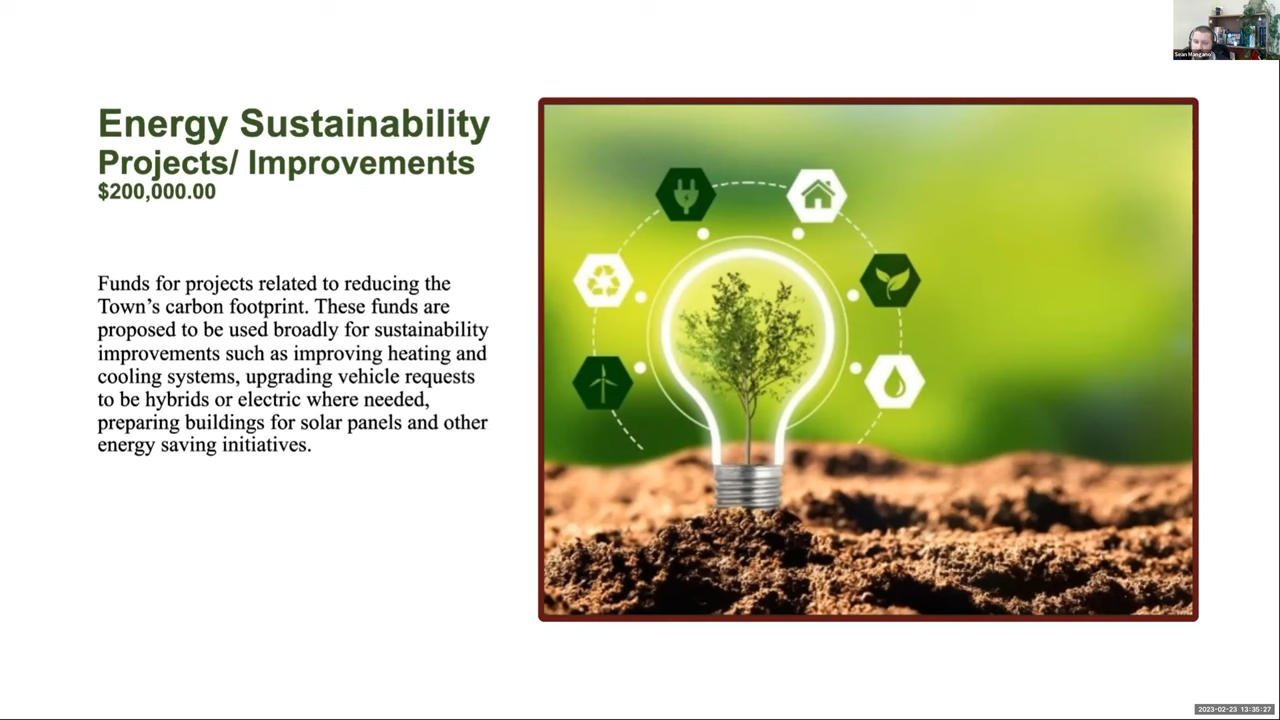 Sean Mangano
Energy Sustainability
Projects/ Improvements
$200,000.00
Funds for projects related to reducing the
Town’s carbon footprint. These funds are
proposed to be used broadly for sustainability
improvements such as improving heating and
cooling systems, upgrading vehicle requests
to be hybrids or electric where needed,
preparing buildings for solar panels and other
energy saving initiatives.
2023-02-23 13:35:27